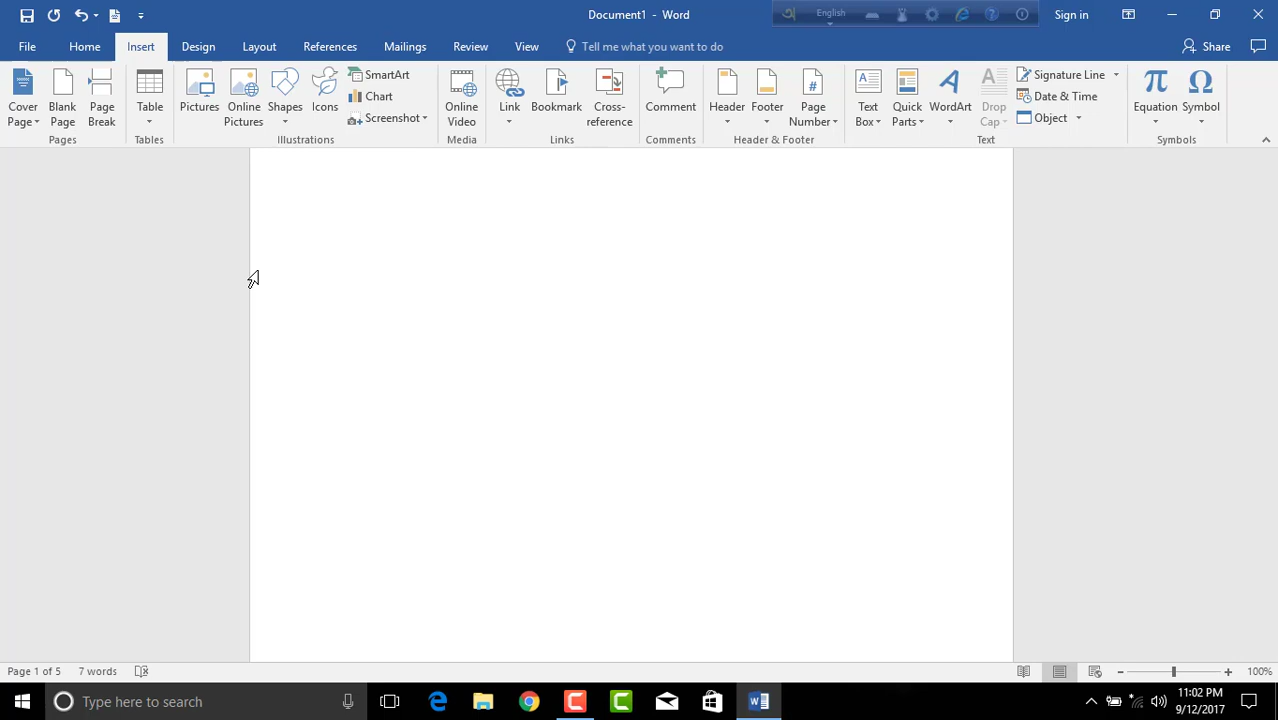 Document1 - Word
অ English
Sign in
File Home Insert Design Layout References Mailings Review View Tell me what you want to do Share
Cover Page
Blank Page
Page Break
Pages
Table
Tables
Pictures
Online Pictures
Shapes
Icons
SmartArt
Chart
Screenshot
Illustrations
Online Video
Media
Link
Bookmark
Cross-reference
Links
Comment
Comments
Header
Footer
Page Number
#
Header & Footer
Text Box
Quick Parts
WordArt
Drop Cap
Signature Line
Date & Time
Object
Text
π Equation
Ω Symbol
Symbols
Page 1 of 5 7 words 100%
Type here to search
11:02 PM
9/12/2017